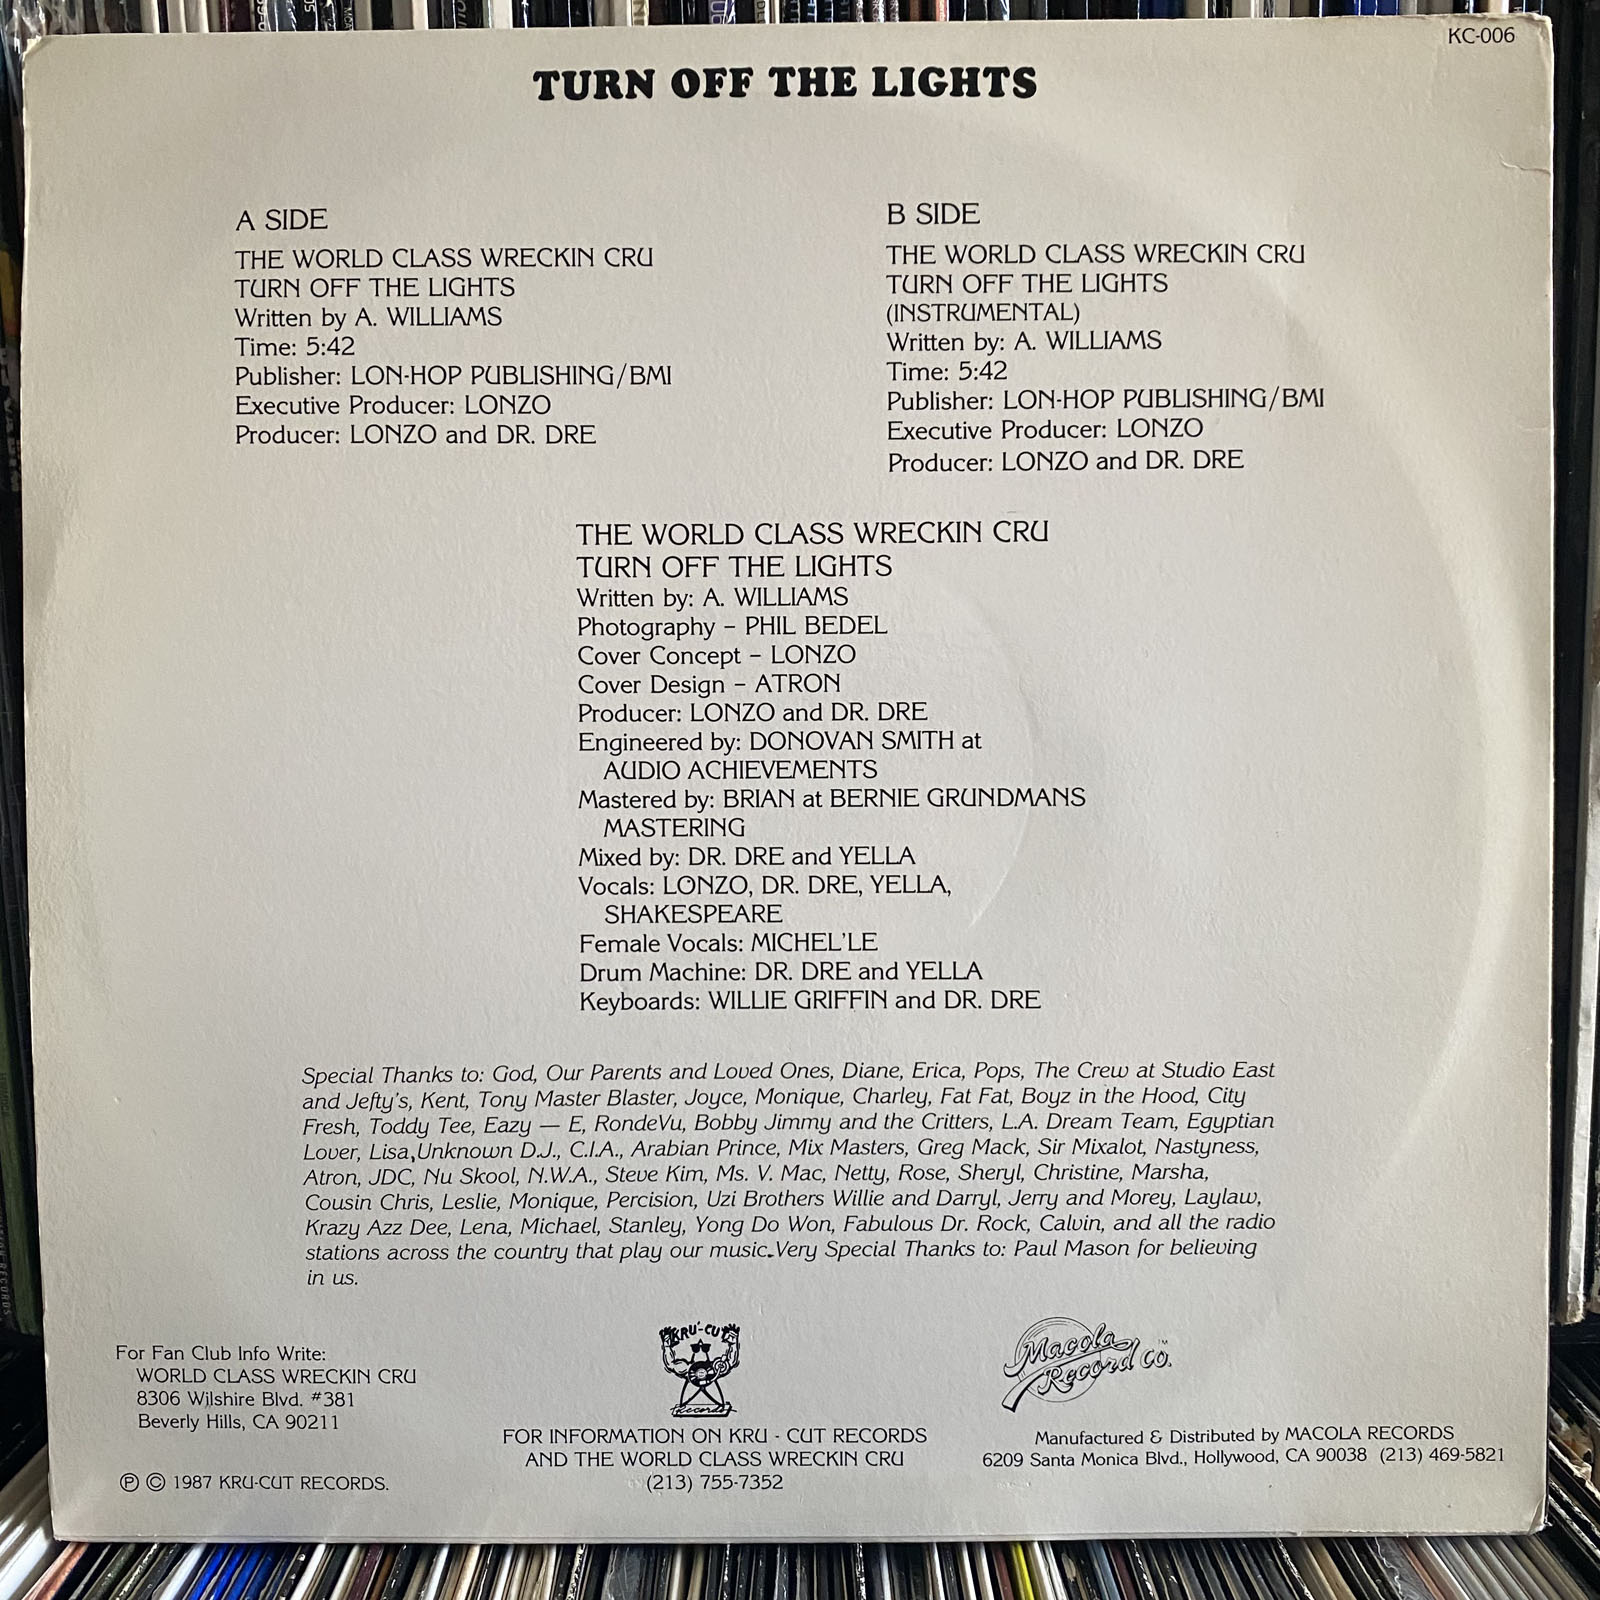 KC-006
TURN OFF THE LIGHTS
A SIDE
THE WORLD CLASS WRECKIN CRU
TURN OFF THE LIGHTS
Written by A. WILLIAMS
Time: 5:42
Publisher: LON-HOP PUBLISHING/BMI
Executive Producer: LONZO
Producer: LONZO and DR. DRE
B SIDE
THE WORLD CLASS WRECKIN CRU
TURN OFF THE LIGHTS
(INSTRUMENTAL)
Written by: A. WILLIAMS
Time: 5:42
Publisher: LON-HOP PUBLISHING/BMI
Executive Producer: LONZO
Producer: LONZO and DR. DRE
THE WORLD CLASS WRECKIN CRU
TURN OFF THE LIGHTS
Written by: A. WILLIAMS
Photography – PHIL BEDEL
Cover Concept – LONZO
Cover Design – ATRON
Producer: LONZO and DR. DRE
Engineered by: DONOVAN SMITH at
AUDIO ACHIEVEMENTS
Mastered by: BRIAN at BERNIE GRUNDMANS
MASTERING
Mixed by: DR. DRE and YELLA
Vocals: LONZO, DR. DRE, YELLA,
SHAKESPEARE
Female Vocals: MICHEL'LE
Drum Machine: DR. DRE and YELLA
Keyboards: WILLIE GRIFFIN and DR. DRE
Special Thanks to: God, Our Parents and Loved Ones, Diane, Erica, Pops, The Crew at Studio East
and Jefty's, Kent, Tony Master Blaster, Joyce, Monique, Charley, Fat Fat, Boyz in the Hood, City
Fresh, Toddy Tee, Eazy — E, RondeVu, Bobby Jimmy and the Critters, L.A. Dream Team, Egyptian
Lover, Lisa,Unknown D.J., C.I.A., Arabian Prince, Mix Masters, Greg Mack, Sir Mixalot, Nastyness,
Atron, JDC, Nu Skool, N.W.A., Steve Kim, Ms. V. Mac, Netty, Rose, Sheryl, Christine, Marsha,
Cousin Chris, Leslie, Monique, Percision, Uzi Brothers Willie and Darryl, Jerry and Morey, Laylaw,
Krazy Azz Dee, Lena, Michael, Stanley, Yong Do Won, Fabulous Dr. Rock, Calvin, and all the radio
stations across the country that play our music.Very Special Thanks to: Paul Mason for believing
in us.
For Fan Club Info Write:
WORLD CLASS WRECKIN CRU
8306 Wilshire Blvd. #381
Beverly Hills, CA 90211
Ⓟ © 1987 KRU-CUT RECORDS.
KRU-CUT
Records
FOR INFORMATION ON KRU - CUT RECORDS
AND THE WORLD CLASS WRECKIN CRU
(213) 755-7352
Macola
Record Co.
™
Manufactured & Distributed by MACOLA RECORDS
6209 Santa Monica Blvd., Hollywood, CA 90038 (213) 469-5821